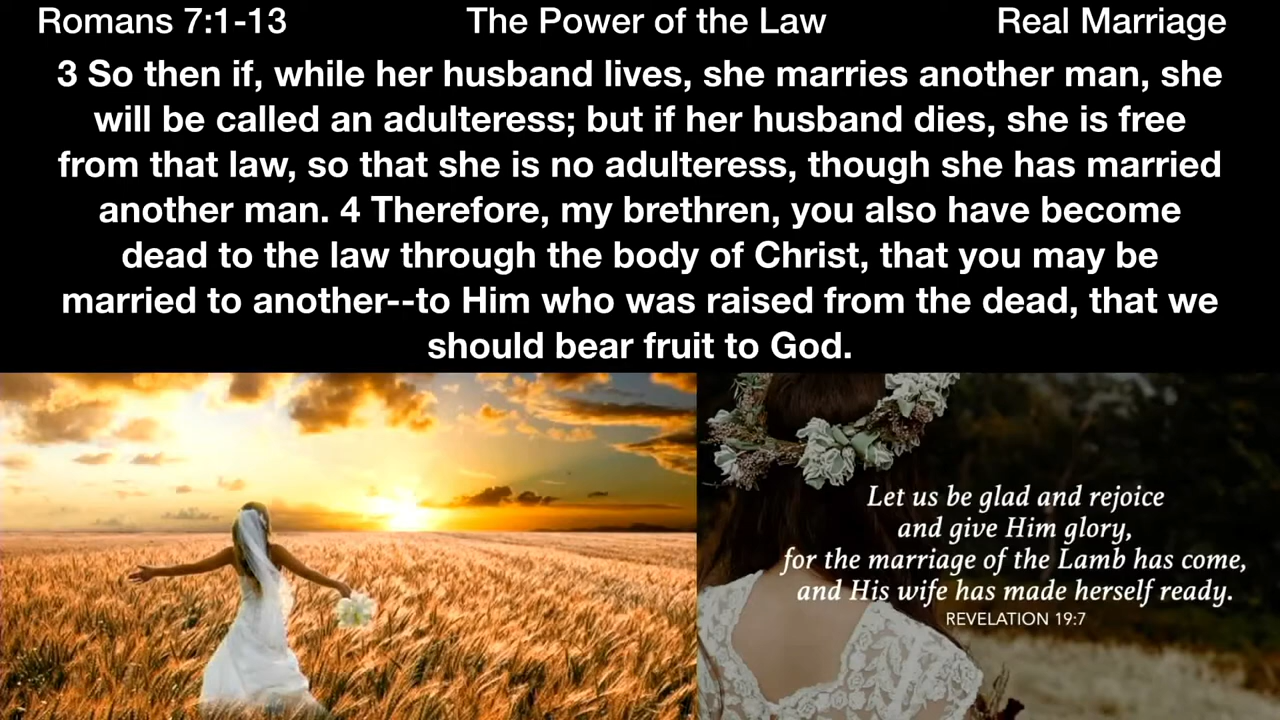 Romans 7:1-13 The Power of the Law Real Marriage
3 So then if, while her husband lives, she marries another man, she
will be called an adulteress; but if her husband dies, she is free
from that law, so that she is no adulteress, though she has married
another man. 4 Therefore, my brethren, you also have become
dead to the law through the body of Christ, that you may be
married to another--to Him who was raised from the dead, that we
should bear fruit to God.
Let us be glad and rejoice
and give Him glory,
for the marriage of the Lamb has come,
and His wife has made herself ready.
REVELATION 19:7